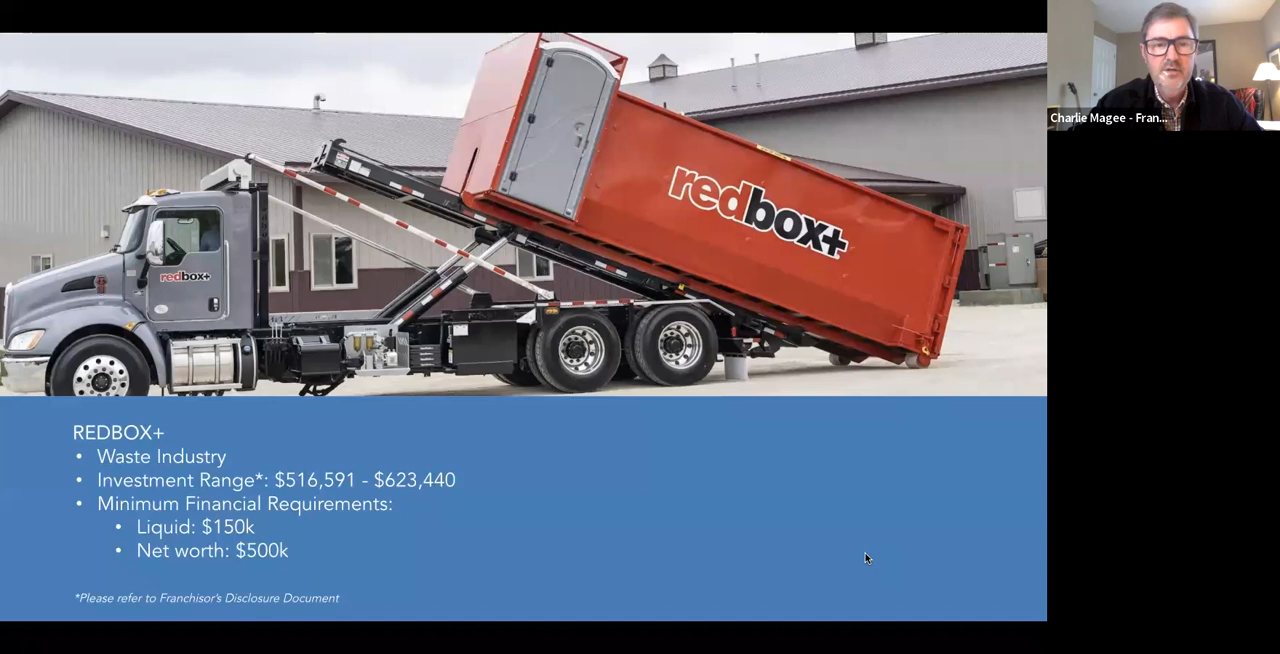 redbox+
redbox+
Charlie Magee - Fran...
REDBOX+
• Waste Industry
• Investment Range*: $516,591 - $623,440
• Minimum Financial Requirements:
• Liquid: $150k
• Net worth: $500k
*Please refer to Franchisor's Disclosure Document